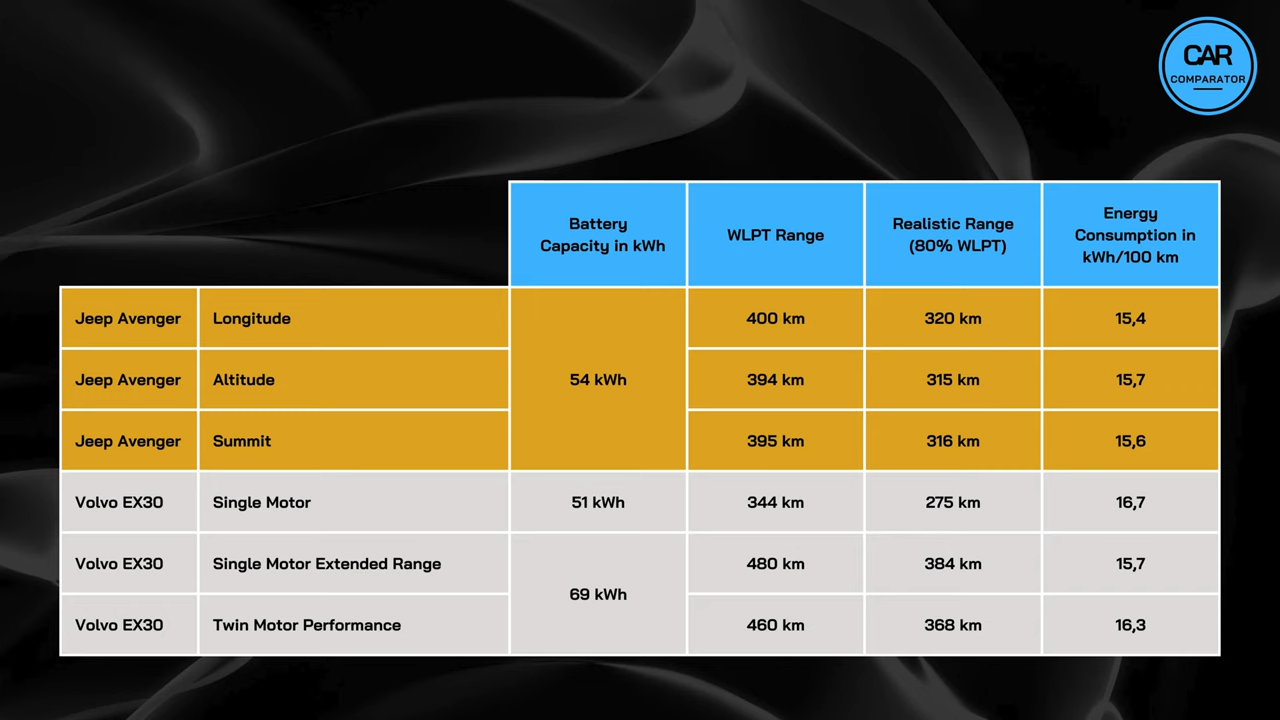 CAR
COMPARATOR
Battery
Capacity in kWh
WLPT Range
Realistic Range
(80% WLPT)
Energy
Consumption in
kWh/100 km
Jeep Avenger Longitude 400 km 320 km 15,4
Jeep Avenger Altitude 54 kWh 394 km 315 km 15,7
Jeep Avenger Summit 395 km 316 km 15,6
Volvo EX30 Single Motor 51 kWh 344 km 275 km 16,7
Volvo EX30 Single Motor Extended Range 480 km 384 km 15,7
69 kWh
Volvo EX30 Twin Motor Performance 460 km 368 km 16,3